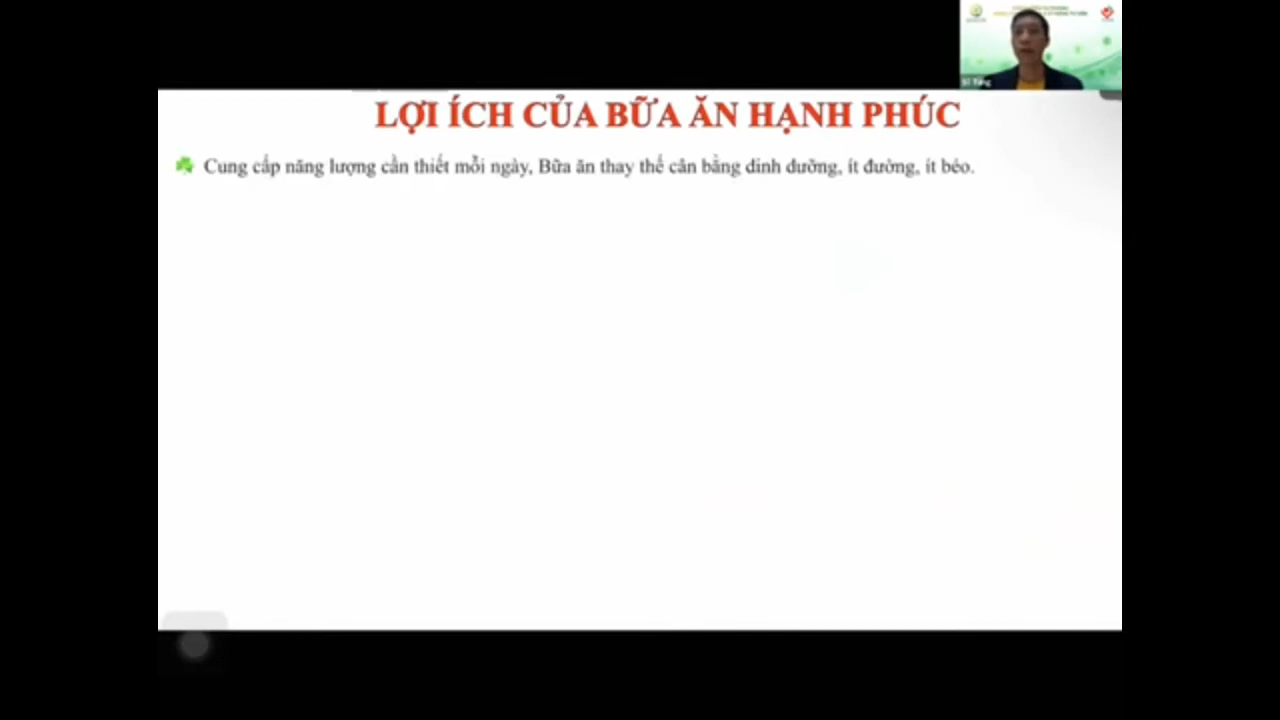 LỢI ÍCH CỦA BỮA ĂN HẠNH PHÚC
Cung cấp năng lượng cần thiết mỗi ngày, Bữa ăn thay thế cân bằng dinh dưỡng, ít đường, ít béo.